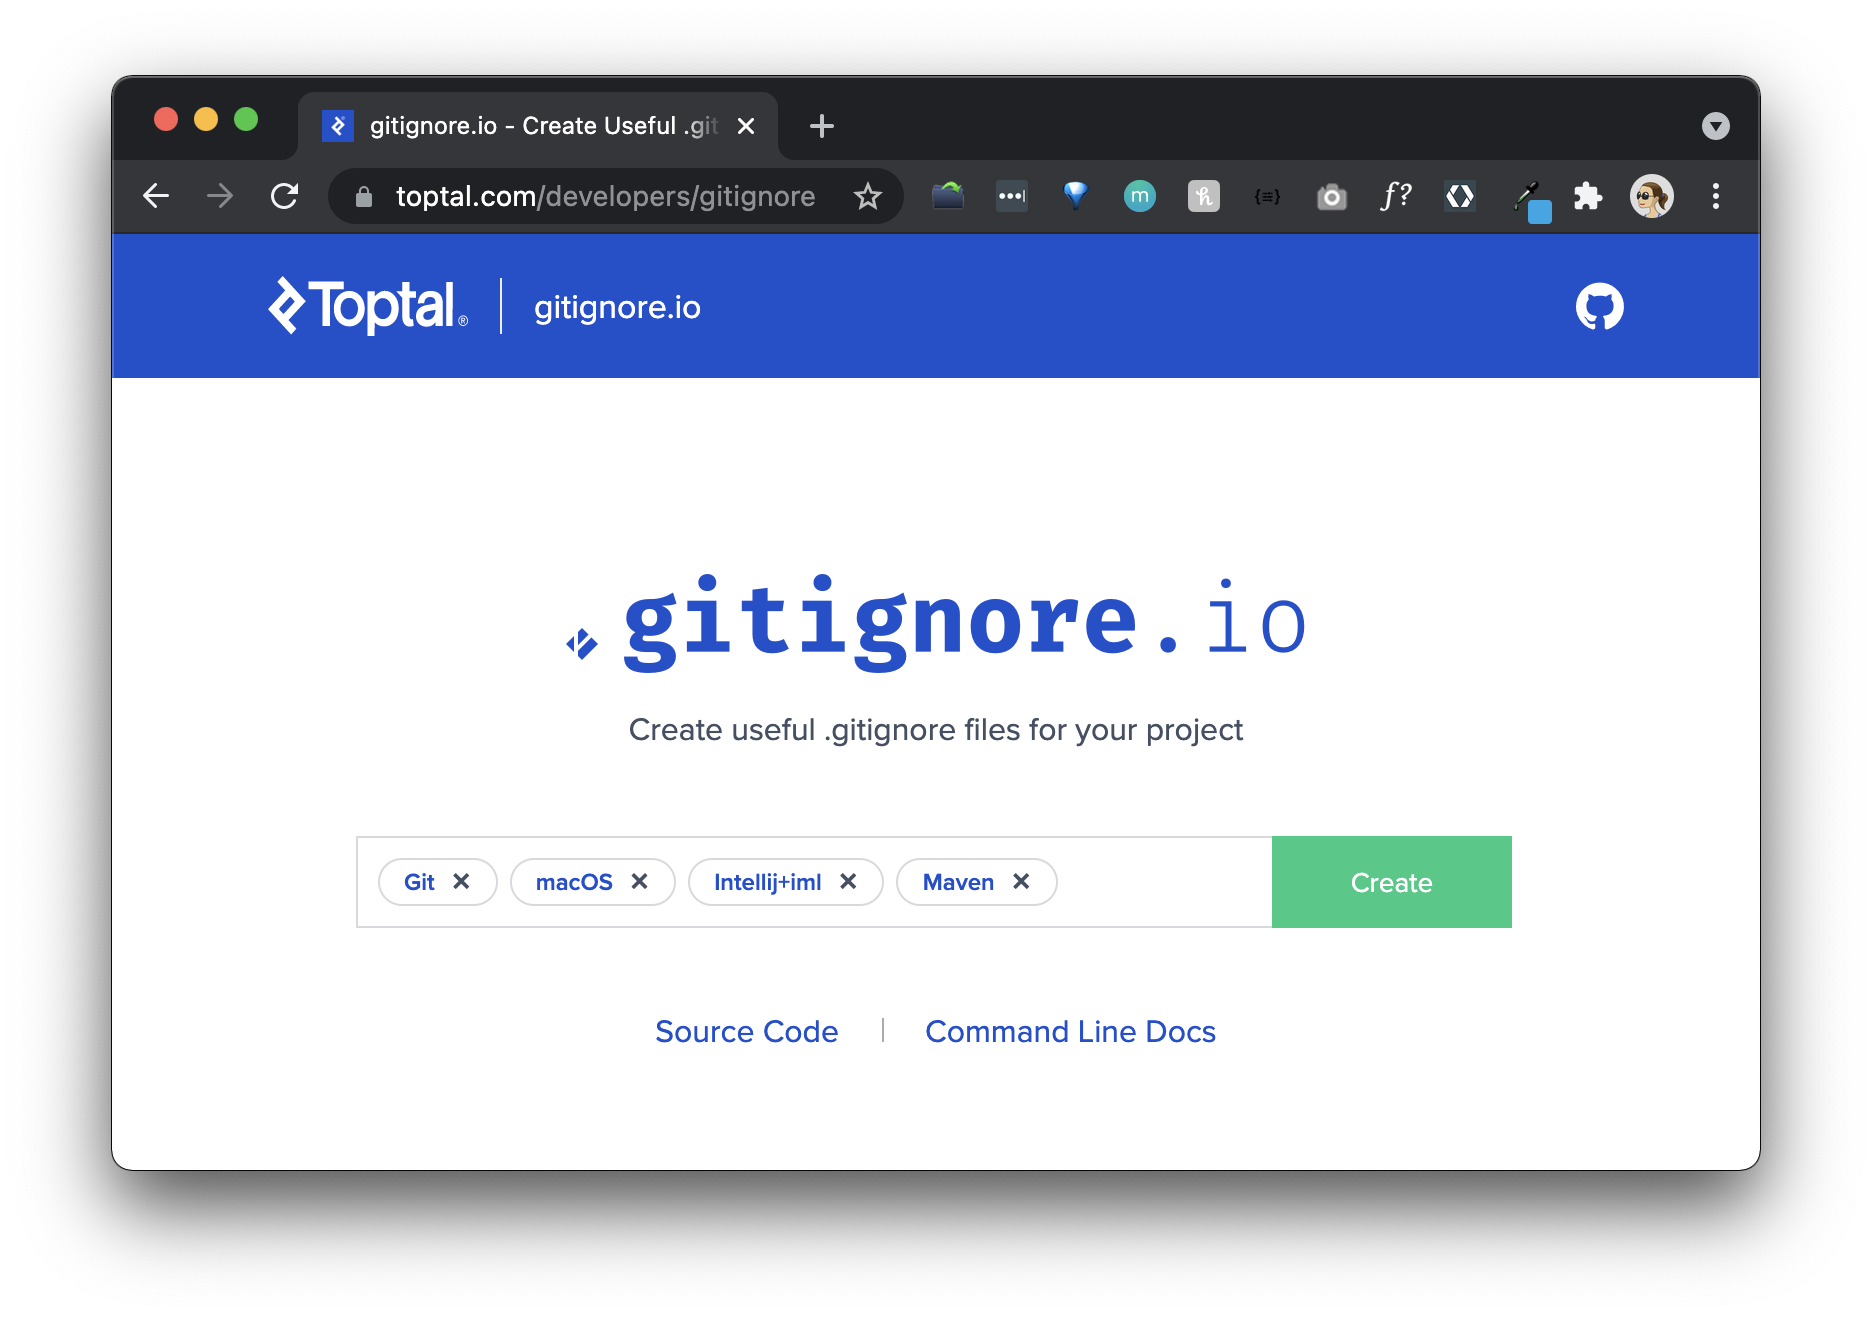 gitignore.io - Create Useful .git
toptal.com/developers/gitignore
Toptal® gitignore.io
.gitignore.io
Create useful .gitignore files for your project
Git macOS Intellij+iml Maven Create
Source Code | Command Line Docs